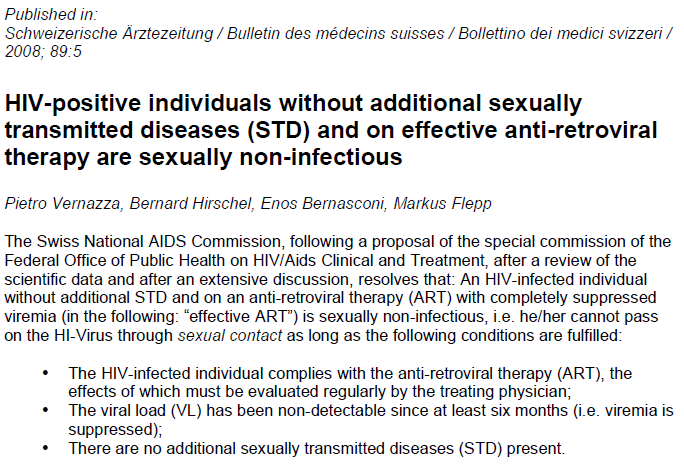 Published in:
Schweizerische Ärztezeitung / Bulletin des médecins suisses / Bollettino dei medici svizzeri /
2008; 89:5
HIV-positive individuals without additional sexually
transmitted diseases (STD) and on effective anti-retroviral
therapy are sexually non-infectious
Pietro Vernazza, Bernard Hirschel, Enos Bernasconi, Markus Flepp
The Swiss National AIDS Commission, following a proposal of the special commission of the
Federal Office of Public Health on HIV/Aids Clinical and Treatment, after a review of the
scientific data and after an extensive discussion, resolves that: An HIV-infected individual
without additional STD and on an anti-retroviral therapy (ART) with completely suppressed
viremia (in the following: “effective ART”) is sexually non-infectious, i.e. he/her cannot pass
on the HI-Virus through sexual contact as long as the following conditions are fulfilled:
• The HIV-infected individual complies with the anti-retroviral therapy (ART), the
effects of which must be evaluated regularly by the treating physician;
• The viral load (VL) has been non-detectable since at least six months (i.e. viremia is
suppressed);
• There are no additional sexually transmitted diseases (STD) present.